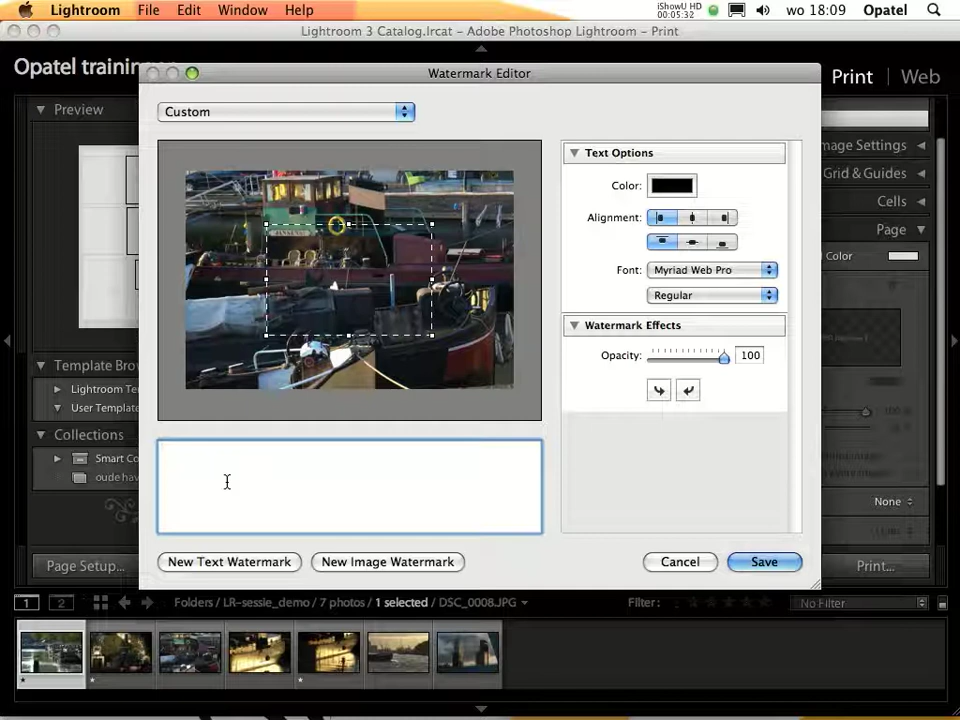 Lightroom File Edit Window Help iShowU HD 00:05:32 wo 18:09 Opatel
Lightroom 3 Catalog.lrcat – Adobe Photoshop Lightroom – Print
Opatel training
Print | Web
Watermark Editor
Preview
Custom
Text Options
Color:
Alignment:
Font: Myriad Web Pro
Regular
Watermark Effects
Opacity: 100
mage Settings
Grid & Guides
Cells
Page
Color
Template Brow
Lightroom Te
User Template
Collections
Smart Co
oude hav
None
New Text Watermark New Image Watermark Cancel Save
Page Setup... Print...
1 2 Folders / LR-sessie_demo / 7 photos / 1 selected / DSC_0008.JPG Filter: No Filter